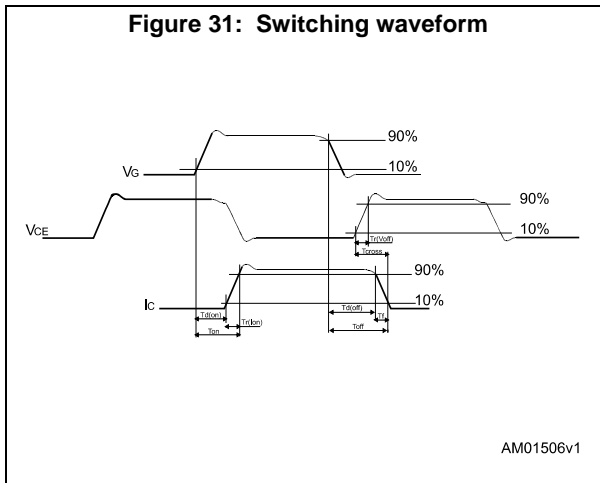 Figure 31: Switching waveform
90%
VG
10%
90%
VCE
10%
Tr(Voff)
Tcross
90%
IC
10%
Td(on)
Td(off)
Tf
Tr(Ion)
Ton
Toff
AM01506v1